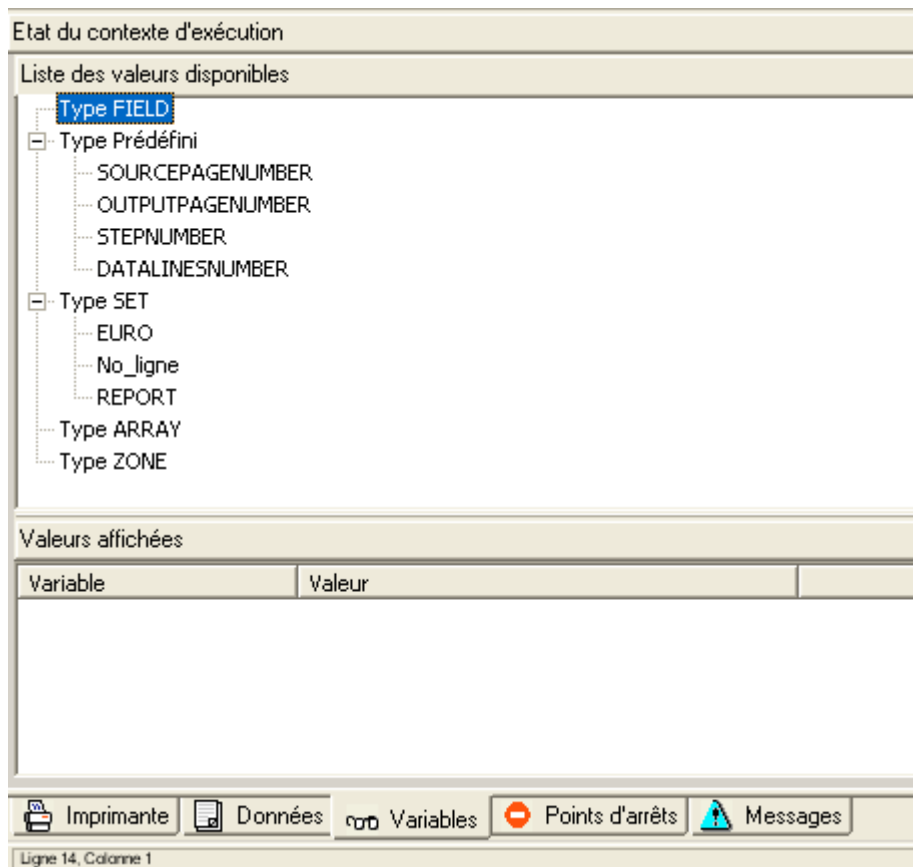 Etat du contexte d'exécution
Liste des valeurs disponibles
Type FIELD
Type Prédéfini
SOURCEPAGENUMBER
OUTPUTPAGENUMBER
STEPNUMBER
DATALINESNUMBER
Type SET
EURO
No_ligne
REPORT
Type ARRAY
Type ZONE
Valeurs affichées
Variable Valeur
Imprimante Données Variables Points d'arrêts Messages
Ligne 14, Colonne 1